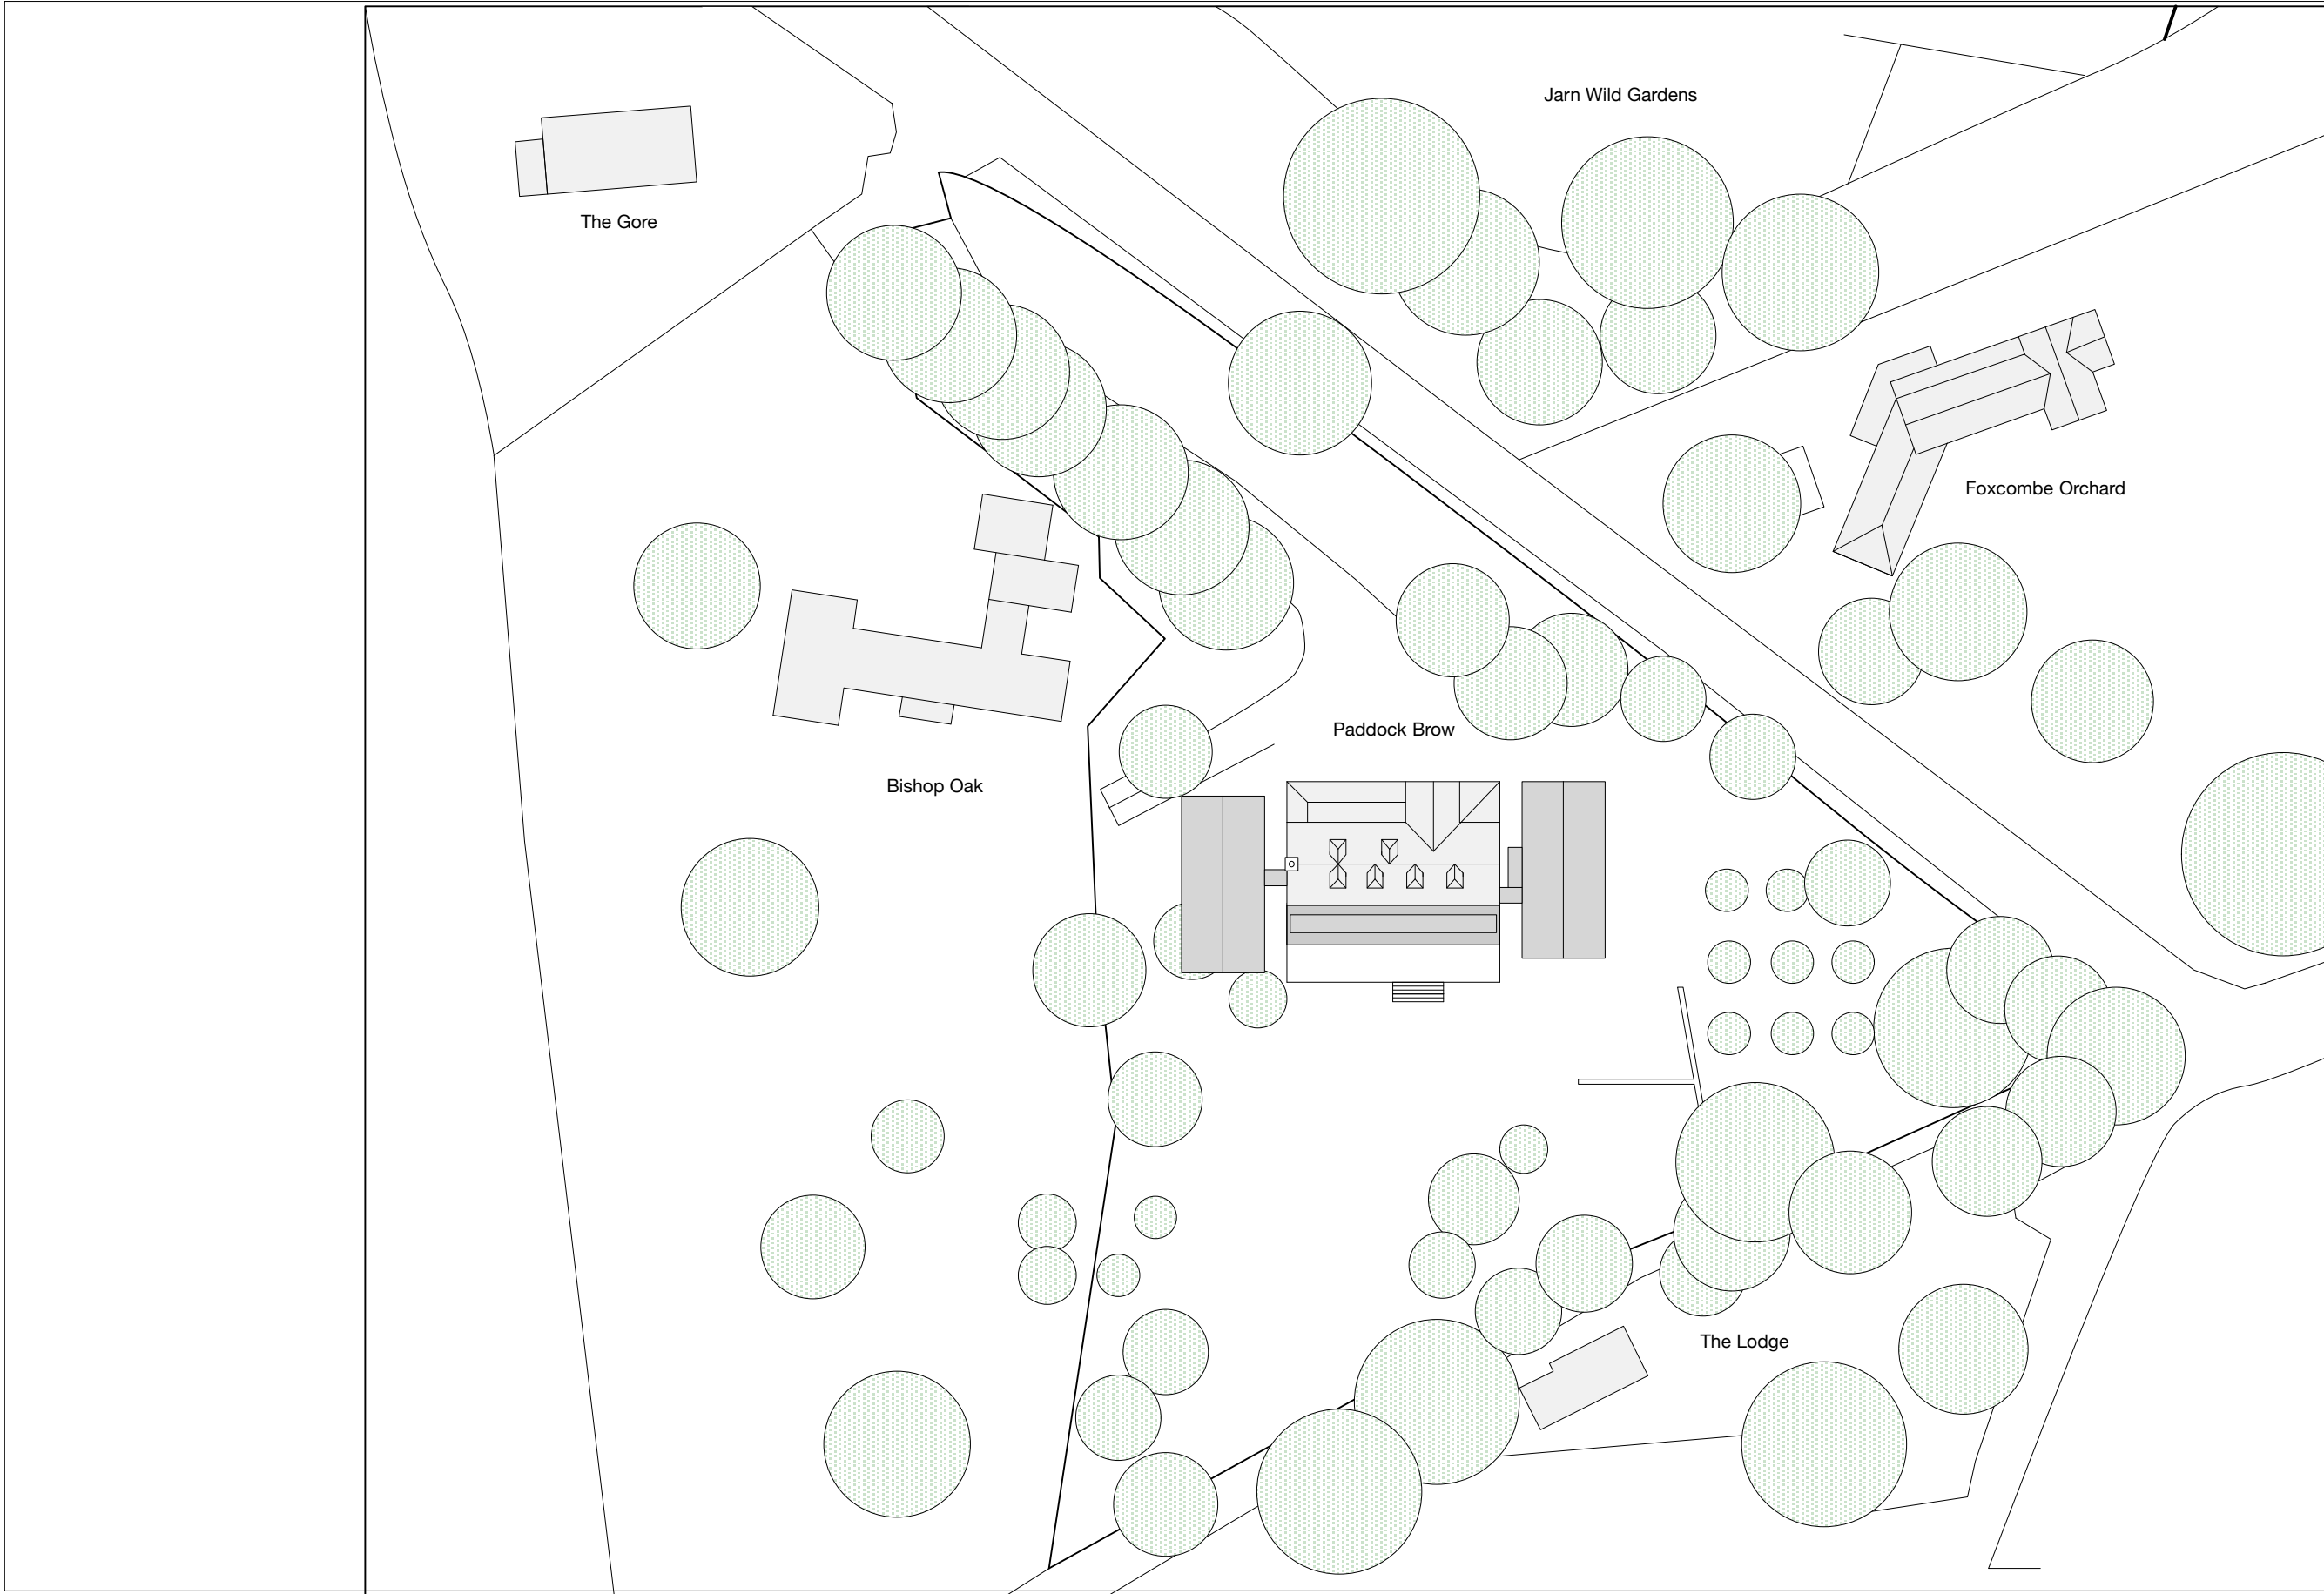 Jarn Wild Gardens
The Gore
Foxcombe Orchard
Paddock Brow
Bishop Oak
The Lodge